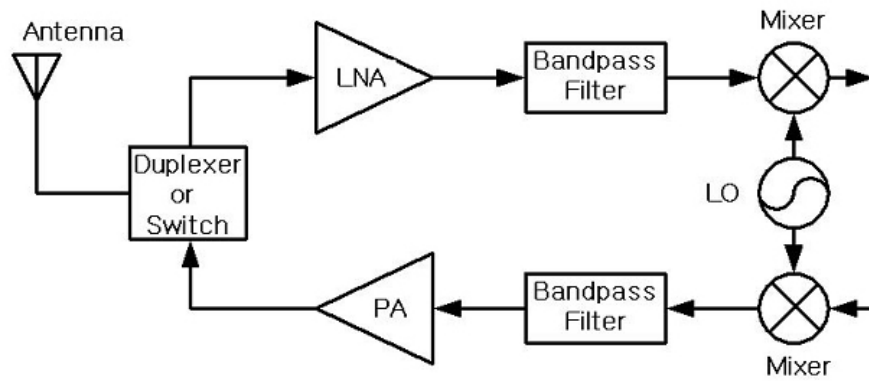 Antenna
LNA
Bandpass
Filter
Mixer
Duplexer
or
Switch
LO
PA
Bandpass
Filter
Mixer